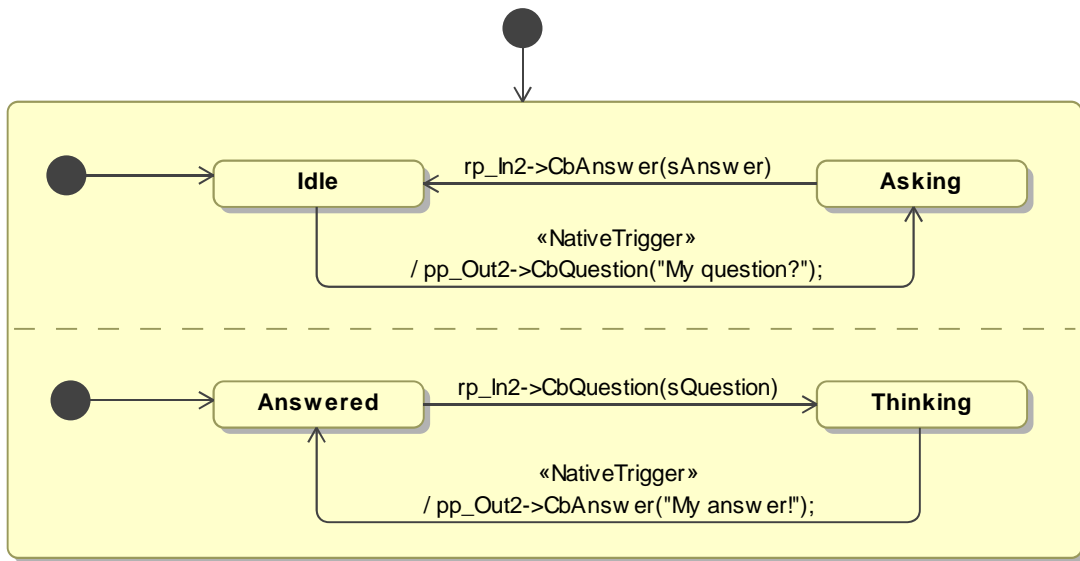 Idle
rp_In2->CbAnswer(sAnswer)
Asking
«NativeTrigger»
/ pp_Out2->CbQuestion("My question?");
Answered
rp_In2->CbQuestion(sQuestion)
Thinking
«NativeTrigger»
/ pp_Out2->CbAnswer("My answer!");